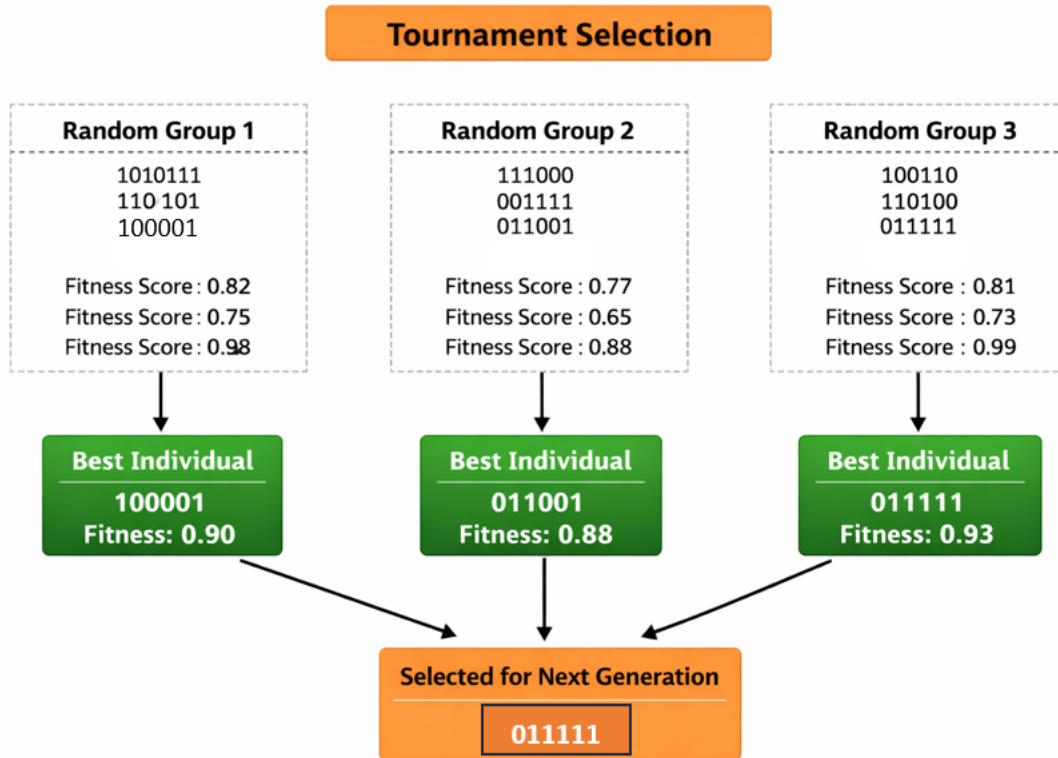 Tournament Selection
Random Group 1
1010111
110 101
100001
Fitness Score : 0.82
Fitness Score : 0.75
Fitness Score : 0.98
Random Group 2
111000
001111
011001
Fitness Score : 0.77
Fitness Score : 0.65
Fitness Score : 0.88
Random Group 3
100110
110100
011111
Fitness Score : 0.81
Fitness Score : 0.73
Fitness Score : 0.99
Best Individual
100001
Fitness: 0.90
Best Individual
011001
Fitness: 0.88
Best Individual
011111
Fitness: 0.93
Selected for Next Generation
011111